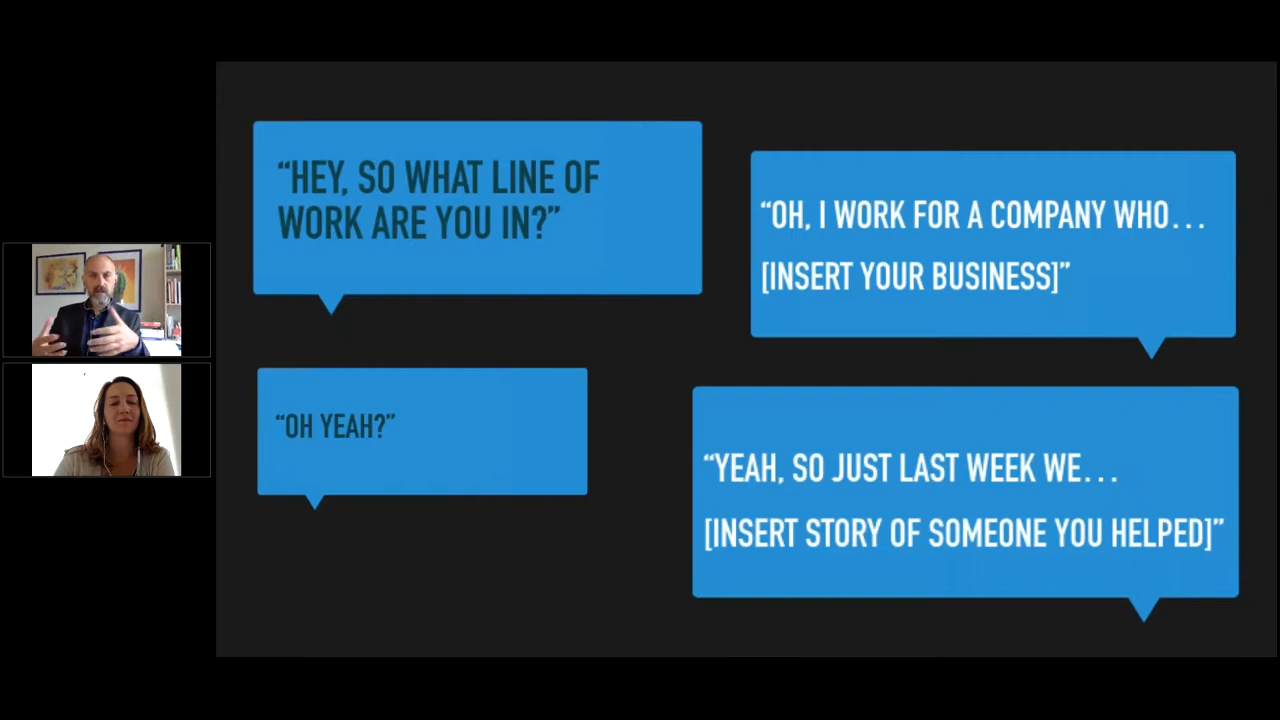 “HEY, SO WHAT LINE OF
WORK ARE YOU IN?”
“OH, I WORK FOR A COMPANY WHO...
[INSERT YOUR BUSINESS]”
“OH YEAH?”
“YEAH, SO JUST LAST WEEK WE...
[INSERT STORY OF SOMEONE YOU HELPED]”